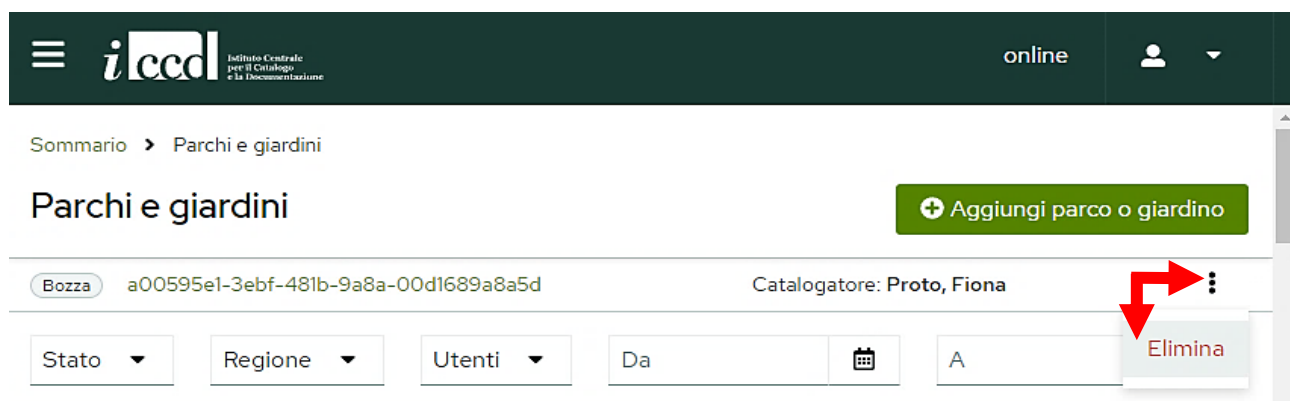 iccd Istituto Centrale
per il Catalogo
e la Documentazione
online
Sommario > Parchi e giardini
Parchi e giardini
Aggiungi parco o giardino
Bozza a00595e1-3ebf-481b-9a8a-00d1689a8a5d Catalogatore: Proto, Fiona
Elimina
Stato Regione Utenti Da A